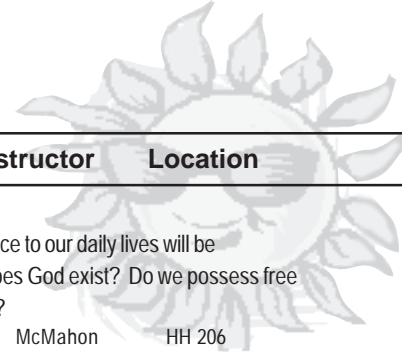 structor Location
ce to our daily lives will be
oes God exist? Do we possess free
?
McMahon HH 206